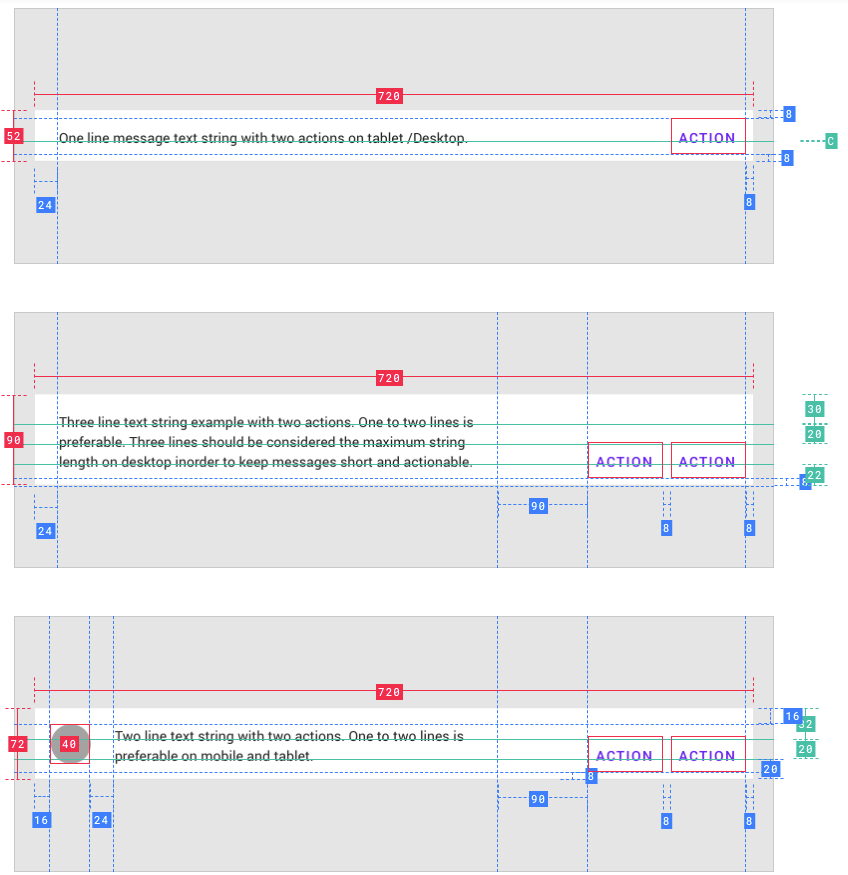 720
8
52
One line message text string with two actions on tablet /Desktop.
ACTION
C
8
24
8
720
30
Three line text string example with two actions. One to two lines is
20
90
preferable. Three lines should be considered the maximum string
length on desktop inorder to keep messages short and actionable.
ACTION
ACTION
22
8
24
90
8
8
720
16
32
72
40
Two line text string with two actions. One to two lines is
20
preferable on mobile and tablet.
ACTION
ACTION
20
8
16
24
90
8
8